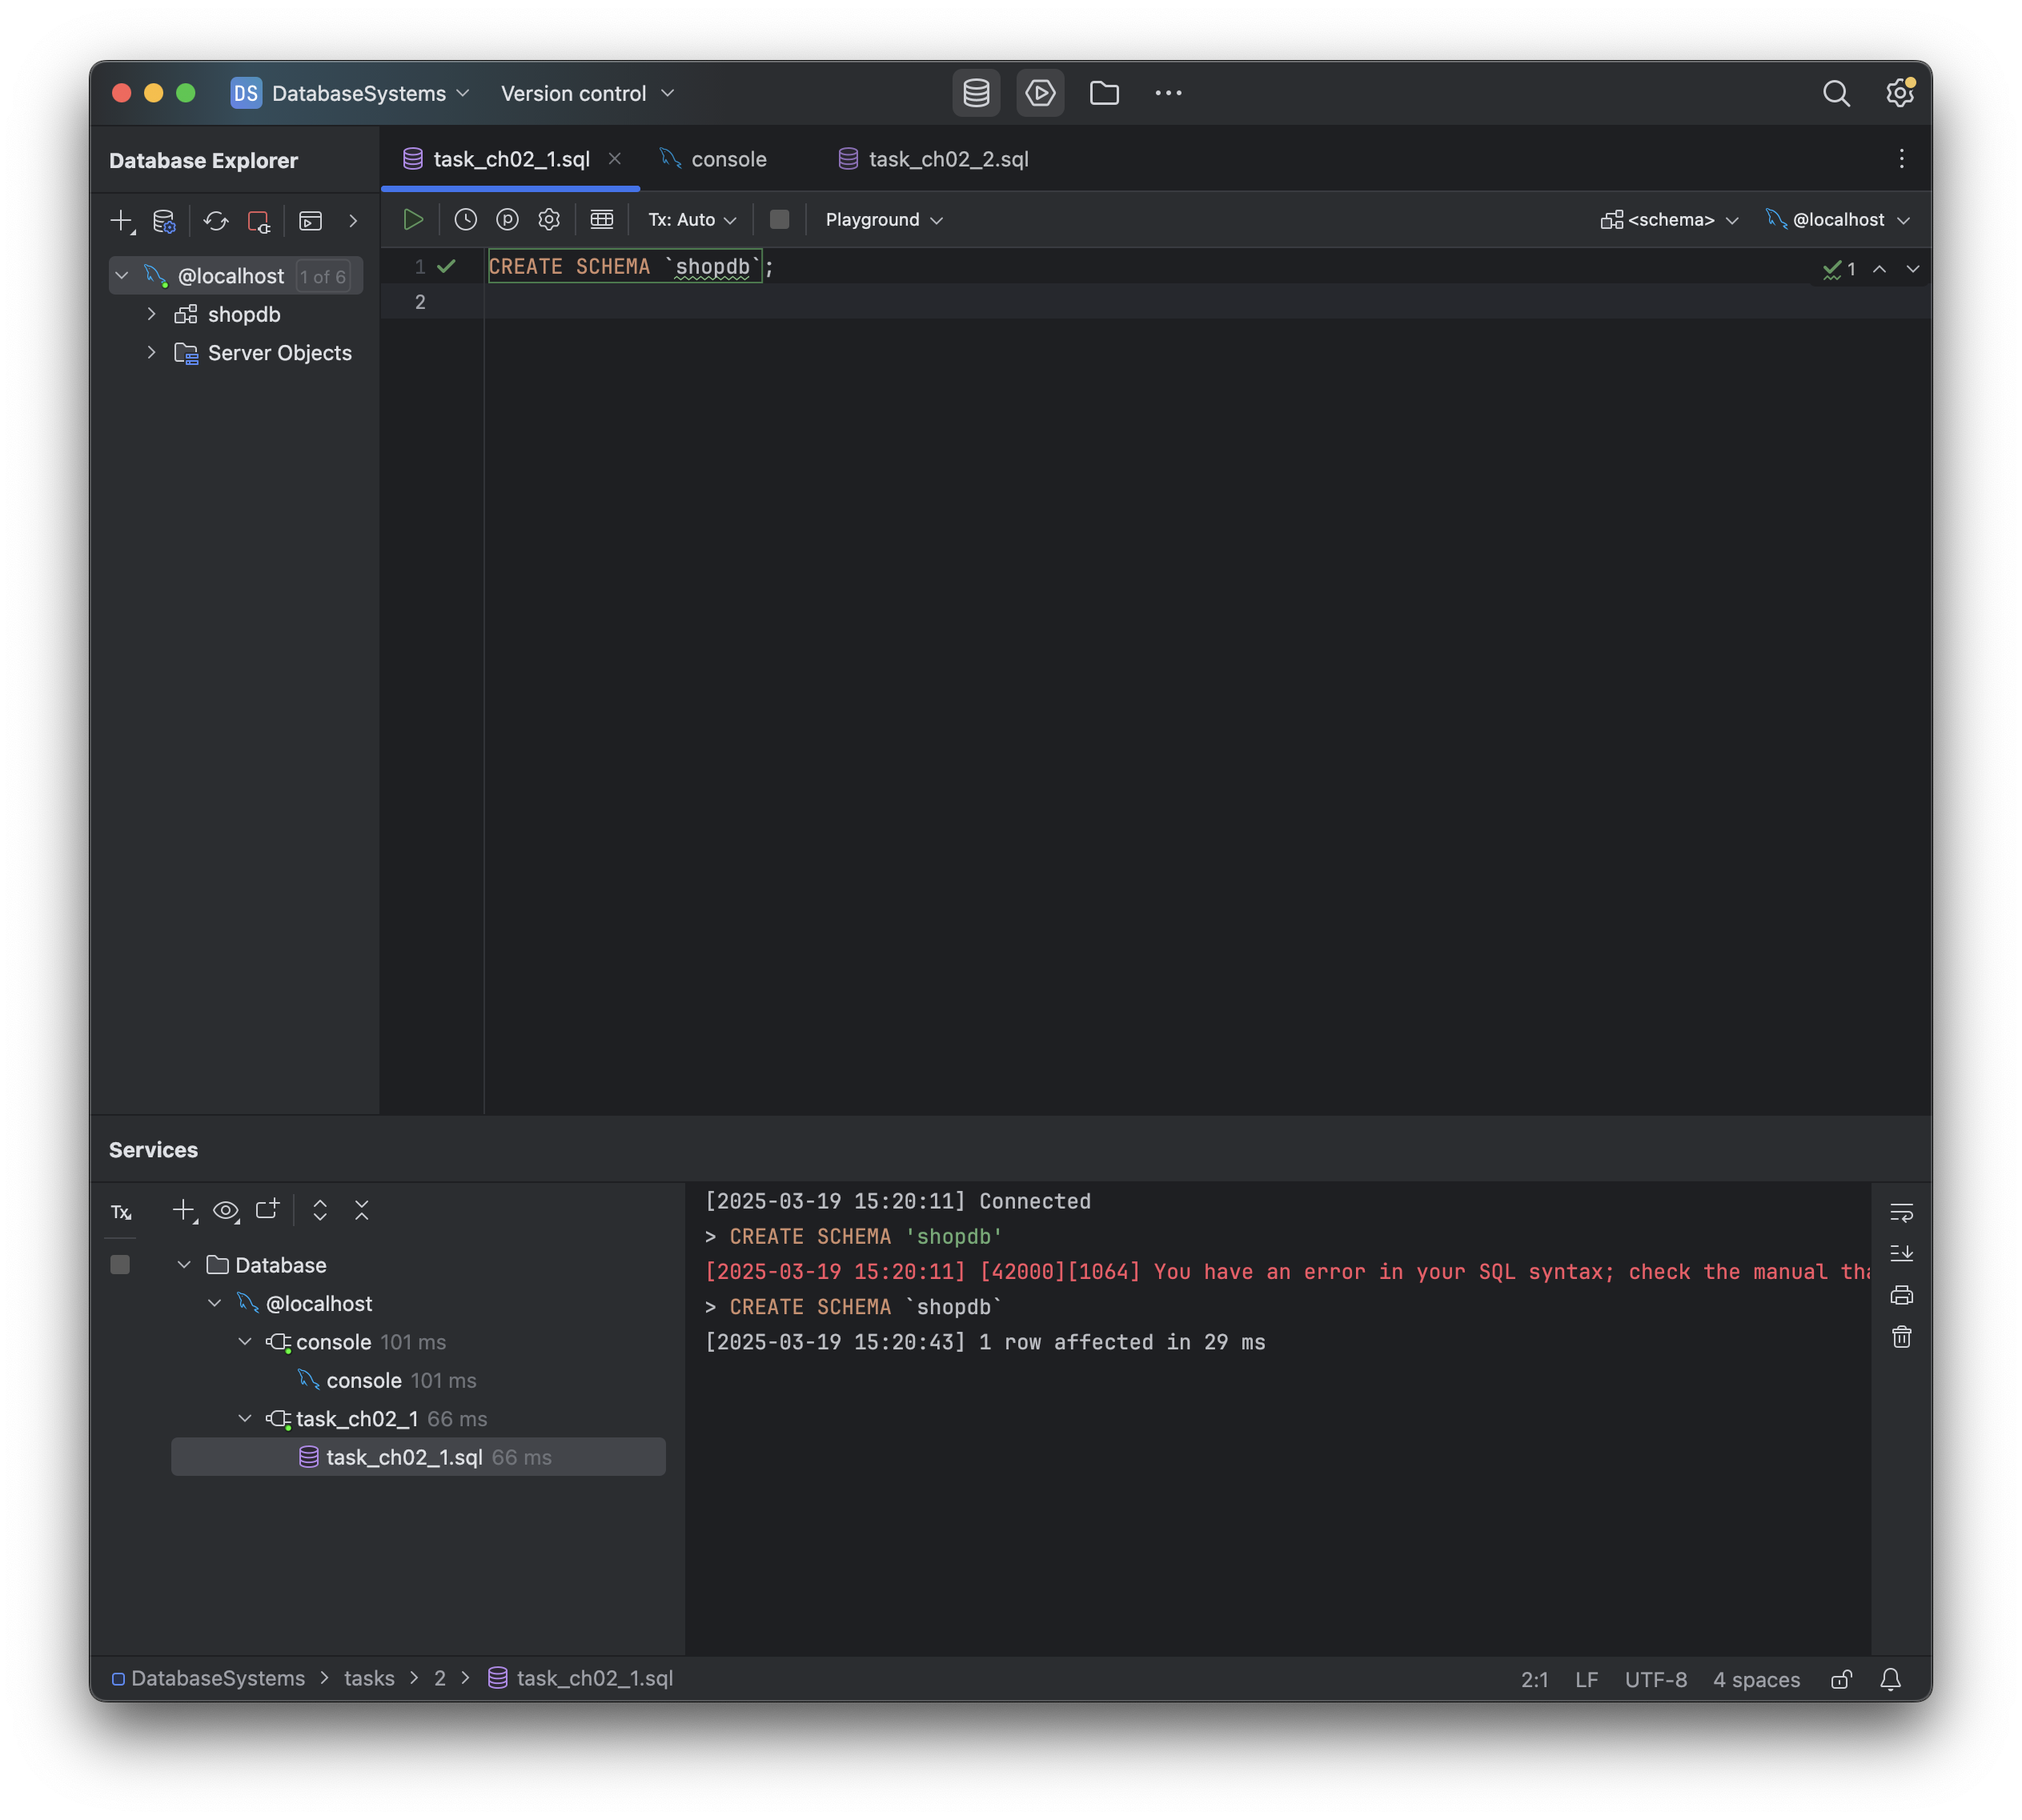 DS DatabaseSystems Version control
Database Explorer
task_ch02_1.sql console task_ch02_2.sql
Tx: Auto Playground <schema> @localhost
@localhost 1 of 6
shopdb
Server Objects
1 CREATE SCHEMA `shopdb`; 1
2
Services
Tx
Database
@localhost
console 101 ms
console 101 ms
task_ch02_1 66 ms
task_ch02_1.sql 66 ms
[2025-03-19 15:20:11] Connected
> CREATE SCHEMA 'shopdb'
[2025-03-19 15:20:11] [42000][1064] You have an error in your SQL syntax; check the manual tha
> CREATE SCHEMA `shopdb`
[2025-03-19 15:20:43] 1 row affected in 29 ms
DatabaseSystems > tasks > 2 > task_ch02_1.sql 2:1 LF UTF-8 4 spaces